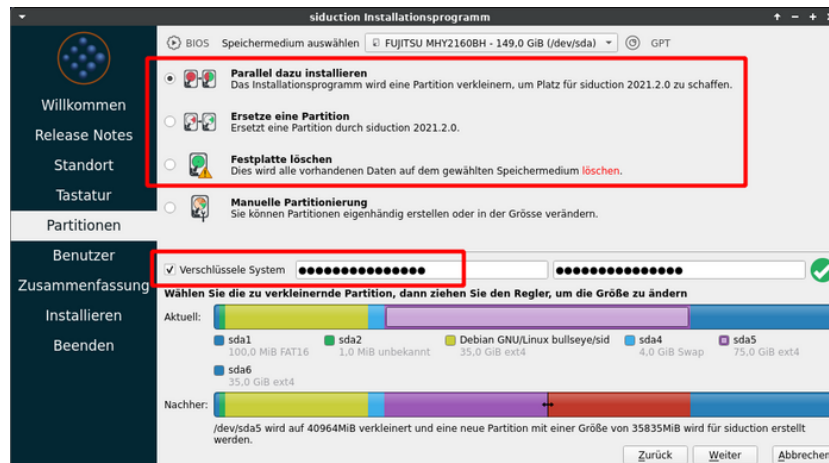 siduction Installationsprogramm
BIOS Speichermedium auswählen FUJITSU MHY2160BH - 149,0 GiB (/dev/sda) GPT
Parallel dazu installieren
Das Installationsprogramm wird eine Partition verkleinern, um Platz für siduction 2021.2.0 zu schaffen.
Ersetze eine Partition
Ersetzt eine Partition durch siduction 2021.2.0.
Festplatte löschen
Dies wird alle vorhandenen Daten auf dem gewählten Speichermedium löschen.
Manuelle Partitionierung
Sie können Partitionen eigenhändig erstellen oder in der Grösse verändern.
Willkommen
Release Notes
Standort
Tastatur
Partitionen
Benutzer
Zusammenfassung
Installieren
Beenden
Verschlüssele System
Wählen Sie die zu verkleinernde Partition, dann ziehen Sie den Regler, um die Größe zu ändern
Aktuell:
sda1 sda2 Debian GNU/Linux bullseye/sid sda4 sda5
100,0 MiB FAT16 1,0 MiB unbekannt 35,0 GiB ext4 4,0 GiB Swap 75,0 GiB ext4
sda6
35,0 GiB ext4
Nachher:
/dev/sda5 wird auf 40964MiB verkleinert und eine neue Partition mit einer Größe von 35835MiB wird für siduction erstellt
werden.
Zurück Weiter Abbrechen